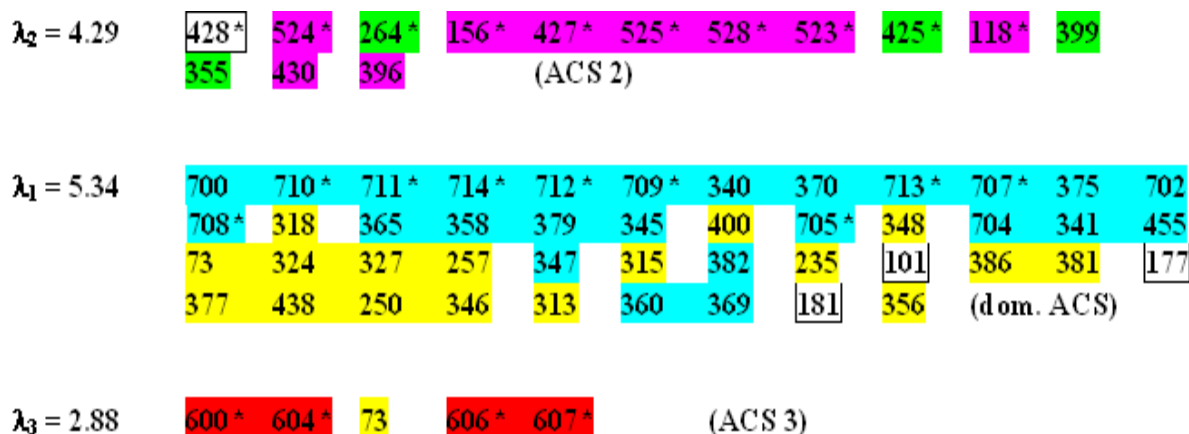 λ₂ = 4.29 428* 524* 264* 156* 427* 525* 528* 523* 425* 118* 399
355 430 396 (ACS 2)
λ₁ = 5.34 700 710* 711* 714* 712* 709* 340 370 713* 707* 375 702
708* 318 365 358 379 345 400 705* 348 704 341 455
73 324 327 257 347 315 382 235 101 386 381 177
377 438 250 346 313 360 369 181 356 (dom. ACS)
λ₃ = 2.88 600* 604* 73 606* 607* (ACS 3)